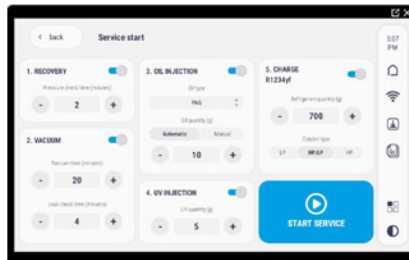 back
Service start
5:07
PM
1. RECOVERY
Pressure check time (minutes)
-
2
+
2. VACUUM
Vacuum time (minutes)
-
20
+
Leak check time (minutes)
-
4
+
3. OIL INJECTION
Oil type
PAG
Oil quantity (g)
Automatic
Manual
-
10
+
4. UV INJECTION
UV quantity (g)
-
5
+
5. CHARGE
R1234yf
Refrigerant quantity (g)
-
700
+
Coupler type
LP
HP/LP
HP
START SERVICE